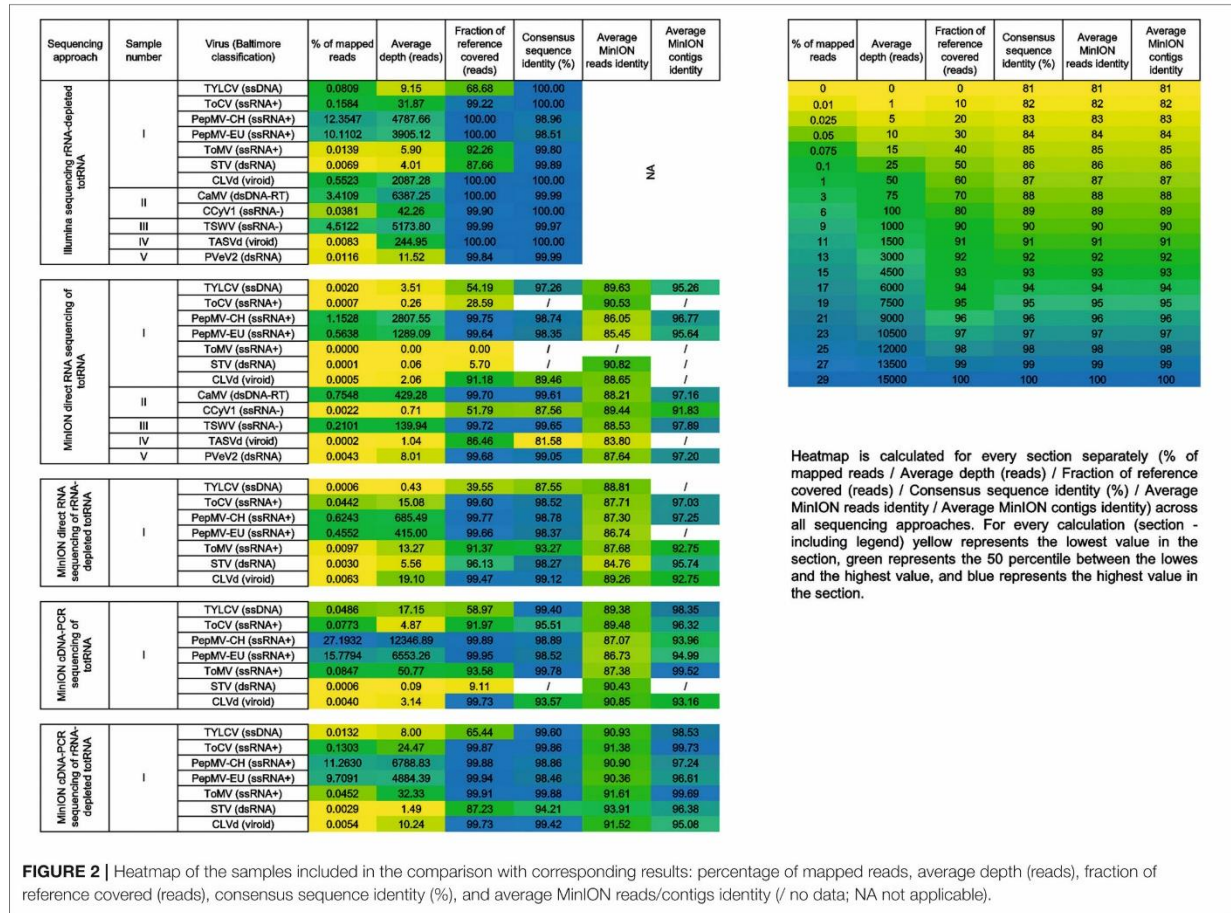 Sequencing approach Sample number Virus (Baltimore classification) % of mapped reads Average depth (reads) Fraction of reference covered (reads) Consensus sequence identity (%) Average MinION reads identity Average MinION contigs identity
Illumina sequencing rRNA-depleted totRNA
I
TYLCV (ssDNA) 0.0809 9.15 68.68 100.00
ToCV (ssRNA+) 0.1584 31.87 99.22 100.00
PepMV-CH (ssRNA+) 12.3547 4787.66 100.00 98.96
PepMV-EU (ssRNA+) 10.1102 3905.12 100.00 98.51
ToMV (ssRNA+) 0.0139 5.90 92.26 99.80
STV (dsRNA) 0.0069 4.01 87.66 99.89
CLVd (viroid) 0.5523 2087.28 100.00 100.00
II
CaMV (dsDNA-RT) 3.4109 6387.25 100.00 99.99
CCyV1 (ssRNA-) 0.0381 42.26 99.90 100.00
III TSWV (ssRNA-) 4.5122 5173.80 99.99 99.97
IV TASVd (viroid) 0.0083 244.95 100.00 100.00
V PVeV2 (dsRNA) 0.0116 11.52 99.84 99.99
NA
MinION direct RNA sequencing of totRNA
I
TYLCV (ssDNA) 0.0020 3.51 54.19 97.26 89.63 95.26
ToCV (ssRNA+) 0.0007 0.26 28.59 / 90.53 /
PepMV-CH (ssRNA+) 1.1528 2807.55 99.75 98.74 86.05 96.77
PepMV-EU (ssRNA+) 0.5638 1289.09 99.64 98.35 85.45 95.64
ToMV (ssRNA+) 0.0000 0.00 0.00 / / /
STV (dsRNA) 0.0001 0.06 5.70 / 90.82 /
CLVd (viroid) 0.0005 2.06 91.18 89.46 88.65 /
II
CaMV (dsDNA-RT) 0.7548 429.28 99.70 99.61 88.21 97.16
CCyV1 (ssRNA-) 0.0022 0.71 51.79 87.56 89.44 91.83
III TSWV (ssRNA-) 0.2101 139.94 99.72 99.65 88.53 97.89
IV TASVd (viroid) 0.0002 1.04 86.46 81.58 83.80 /
V PVeV2 (dsRNA) 0.0043 8.01 99.68 99.05 87.64 97.20
MinION direct RNA sequencing of rRNA-depleted totRNA
I
TYLCV (ssDNA) 0.0006 0.43 39.55 87.55 88.81 /
ToCV (ssRNA+) 0.0442 15.08 99.60 98.52 87.71 97.03
PepMV-CH (ssRNA+) 0.6243 685.49 99.77 98.78 87.30 97.25
PepMV-EU (ssRNA+) 0.4552 415.00 99.66 98.37 86.74 /
ToMV (ssRNA+) 0.0097 13.27 91.37 93.27 87.68 92.75
STV (dsRNA) 0.0030 5.56 96.13 98.27 84.76 95.74
CLVd (viroid) 0.0063 19.10 99.47 99.12 89.26 92.75
MinION cDNA-PCR sequencing of totRNA
I
TYLCV (ssDNA) 0.0486 17.15 58.97 99.40 89.38 98.35
ToCV (ssRNA+) 0.0773 4.87 91.97 95.51 89.48 96.32
PepMV-CH (ssRNA+) 27.1932 12346.89 99.89 98.89 87.07 93.96
PepMV-EU (ssRNA+) 15.7794 6553.26 99.95 98.52 86.73 94.99
ToMV (ssRNA+) 0.0847 50.77 93.58 99.78 87.38 99.52
STV (dsRNA) 0.0006 0.09 9.11 / 90.43 /
CLVd (viroid) 0.0040 3.14 99.73 93.57 90.85 93.16
MinION cDNA-PCR sequencing of rRNA-depleted totRNA
I
TYLCV (ssDNA) 0.0132 8.00 65.44 99.60 90.93 98.53
ToCV (ssRNA+) 0.1303 24.47 99.87 99.86 91.38 99.73
PepMV-CH (ssRNA+) 11.2630 6788.83 99.88 98.86 90.90 97.24
PepMV-EU (ssRNA+) 9.7091 4884.39 99.94 98.46 90.36 96.61
ToMV (ssRNA+) 0.0452 32.33 99.91 99.88 91.61 99.69
STV (dsRNA) 0.0029 1.49 87.23 94.21 93.91 96.38
CLVd (viroid) 0.0054 10.24 99.73 99.42 91.52 95.08
% of mapped reads Average depth (reads) Fraction of reference covered (reads) Consensus sequence identity (%) Average MinION reads identity Average MinION contigs identity
0 0 0 81 81 81
0.01 1 10 82 82 82
0.025 5 20 83 83 83
0.05 10 30 84 84 84
0.075 15 40 85 85 85
0.1 25 50 86 86 86
1 50 60 87 87 87
3 75 70 88 88 88
6 100 80 89 89 89
9 1000 90 90 90 90
11 1500 91 91 91 91
13 3000 92 92 92 92
15 4500 93 93 93 93
17 6000 94 94 94 94
19 7500 95 95 95 95
21 9000 96 96 96 96
23 10500 97 97 97 97
25 12000 98 98 98 98
27 13500 99 99 99 99
29 15000 100 100 100 100
Heatmap is calculated for every section separately (% of
mapped reads / Average depth (reads) / Fraction of reference
covered (reads) / Consensus sequence identity (%) / Average
MinION reads identity / Average MinION contigs identity) across
all sequencing approaches. For every calculation (section -
including legend) yellow represents the lowest value in the
section, green represents the 50 percentile between the lowes
and the highest value, and blue represents the highest value in
the section.
FIGURE 2 | Heatmap of the samples included in the comparison with corresponding results: percentage of mapped reads, average depth (reads), fraction of
reference covered (reads), consensus sequence identity (%), and average MinION reads/contigs identity (/ no data; NA not applicable).